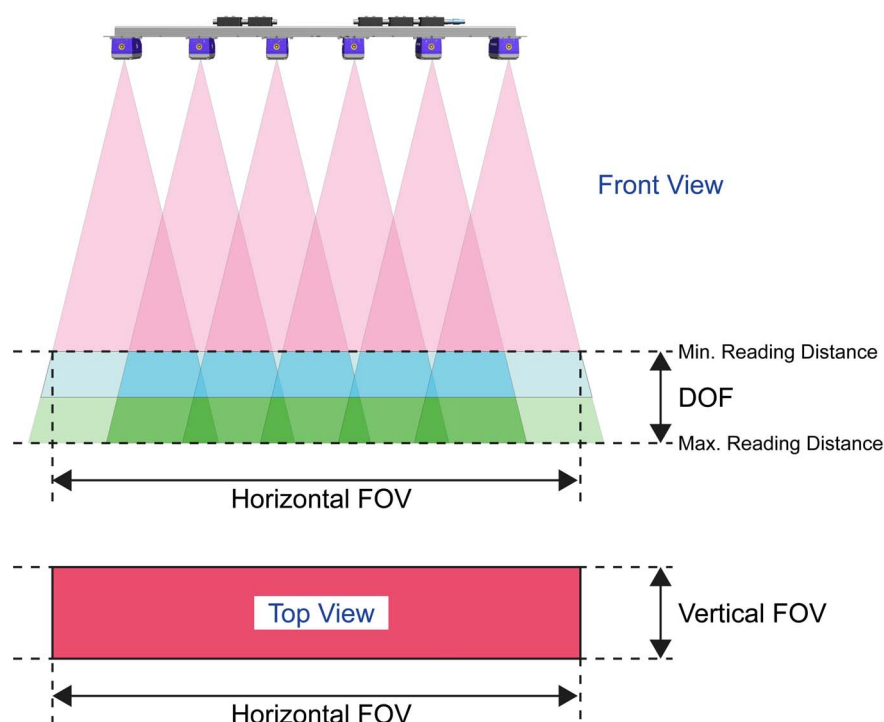 Front View
Min. Reading Distance
DOF
Max. Reading Distance
Horizontal FOV
Top View
Vertical FOV
Horizontal FOV